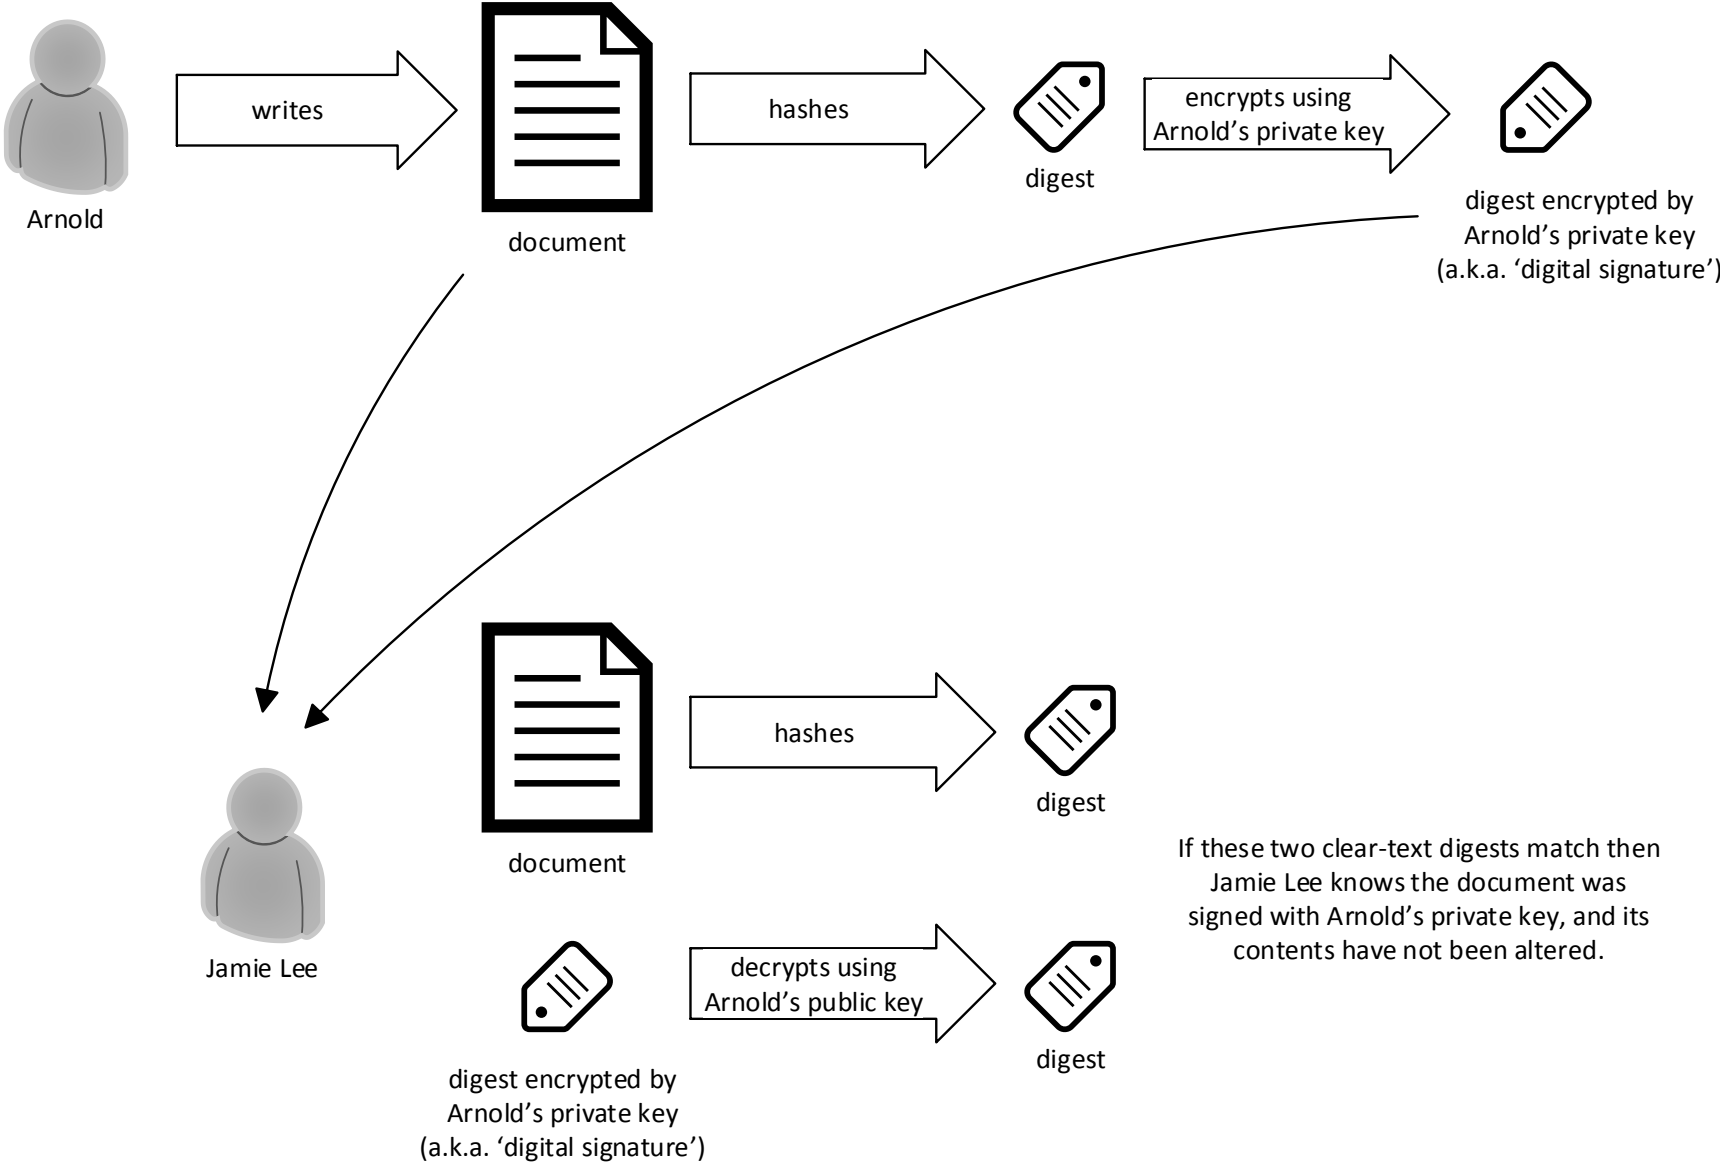 writes
hashes
encrypts using
Arnold’s private key
Arnold
document
digest
digest encrypted by
Arnold’s private key
(a.k.a. ‘digital signature’)
hashes
document
digest
If these two clear-text digests match then
Jamie Lee knows the document was
signed with Arnold’s private key, and its
contents have not been altered.
Jamie Lee
decrypts using
Arnold’s public key
digest
digest encrypted by
Arnold’s private key
(a.k.a. ‘digital signature’)